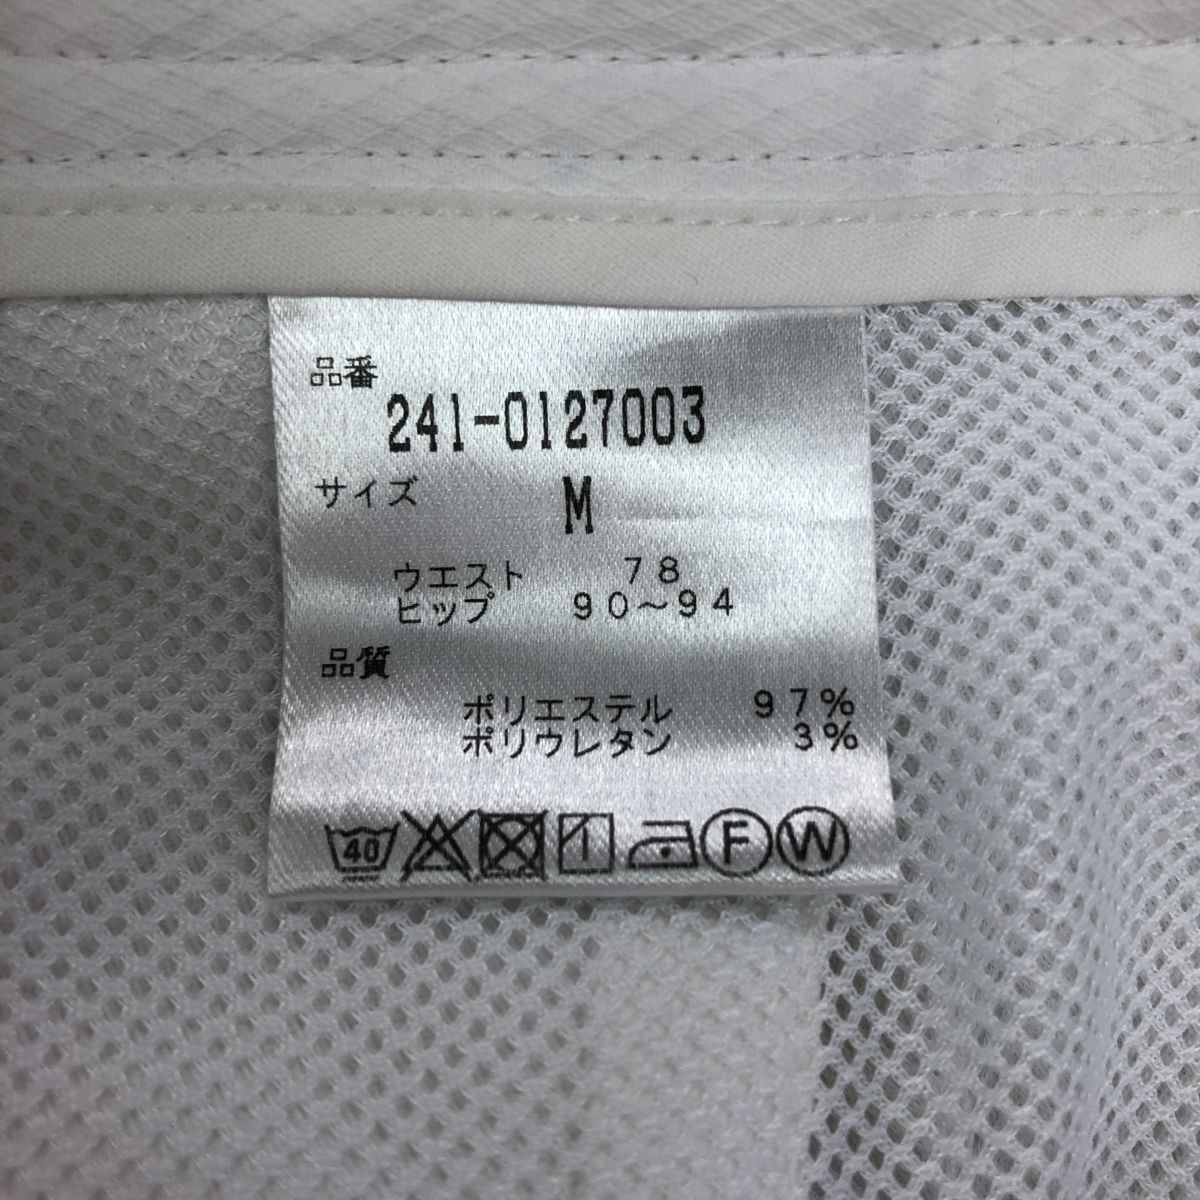 品番
241-0127003
サイズ M
ウエスト 78
ヒップ 90～94
品質
ポリエステル 97%
ポリウレタン 3%
40 F W